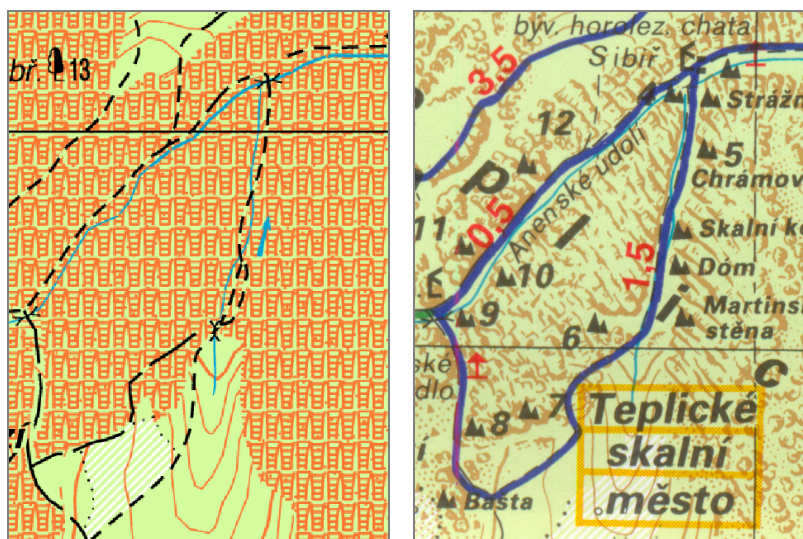 bř.
13
býv. horolez. chata
Sibiř
3,5
4
Strážn
12
5
Chrámov
Anenské údolí
0,5
11
p
l
i
c
10
1,5
Skalní k
Dóm
9
6
Martins
stěna
ské
dlo
7
8
Teplické
skalní
město
Bašta